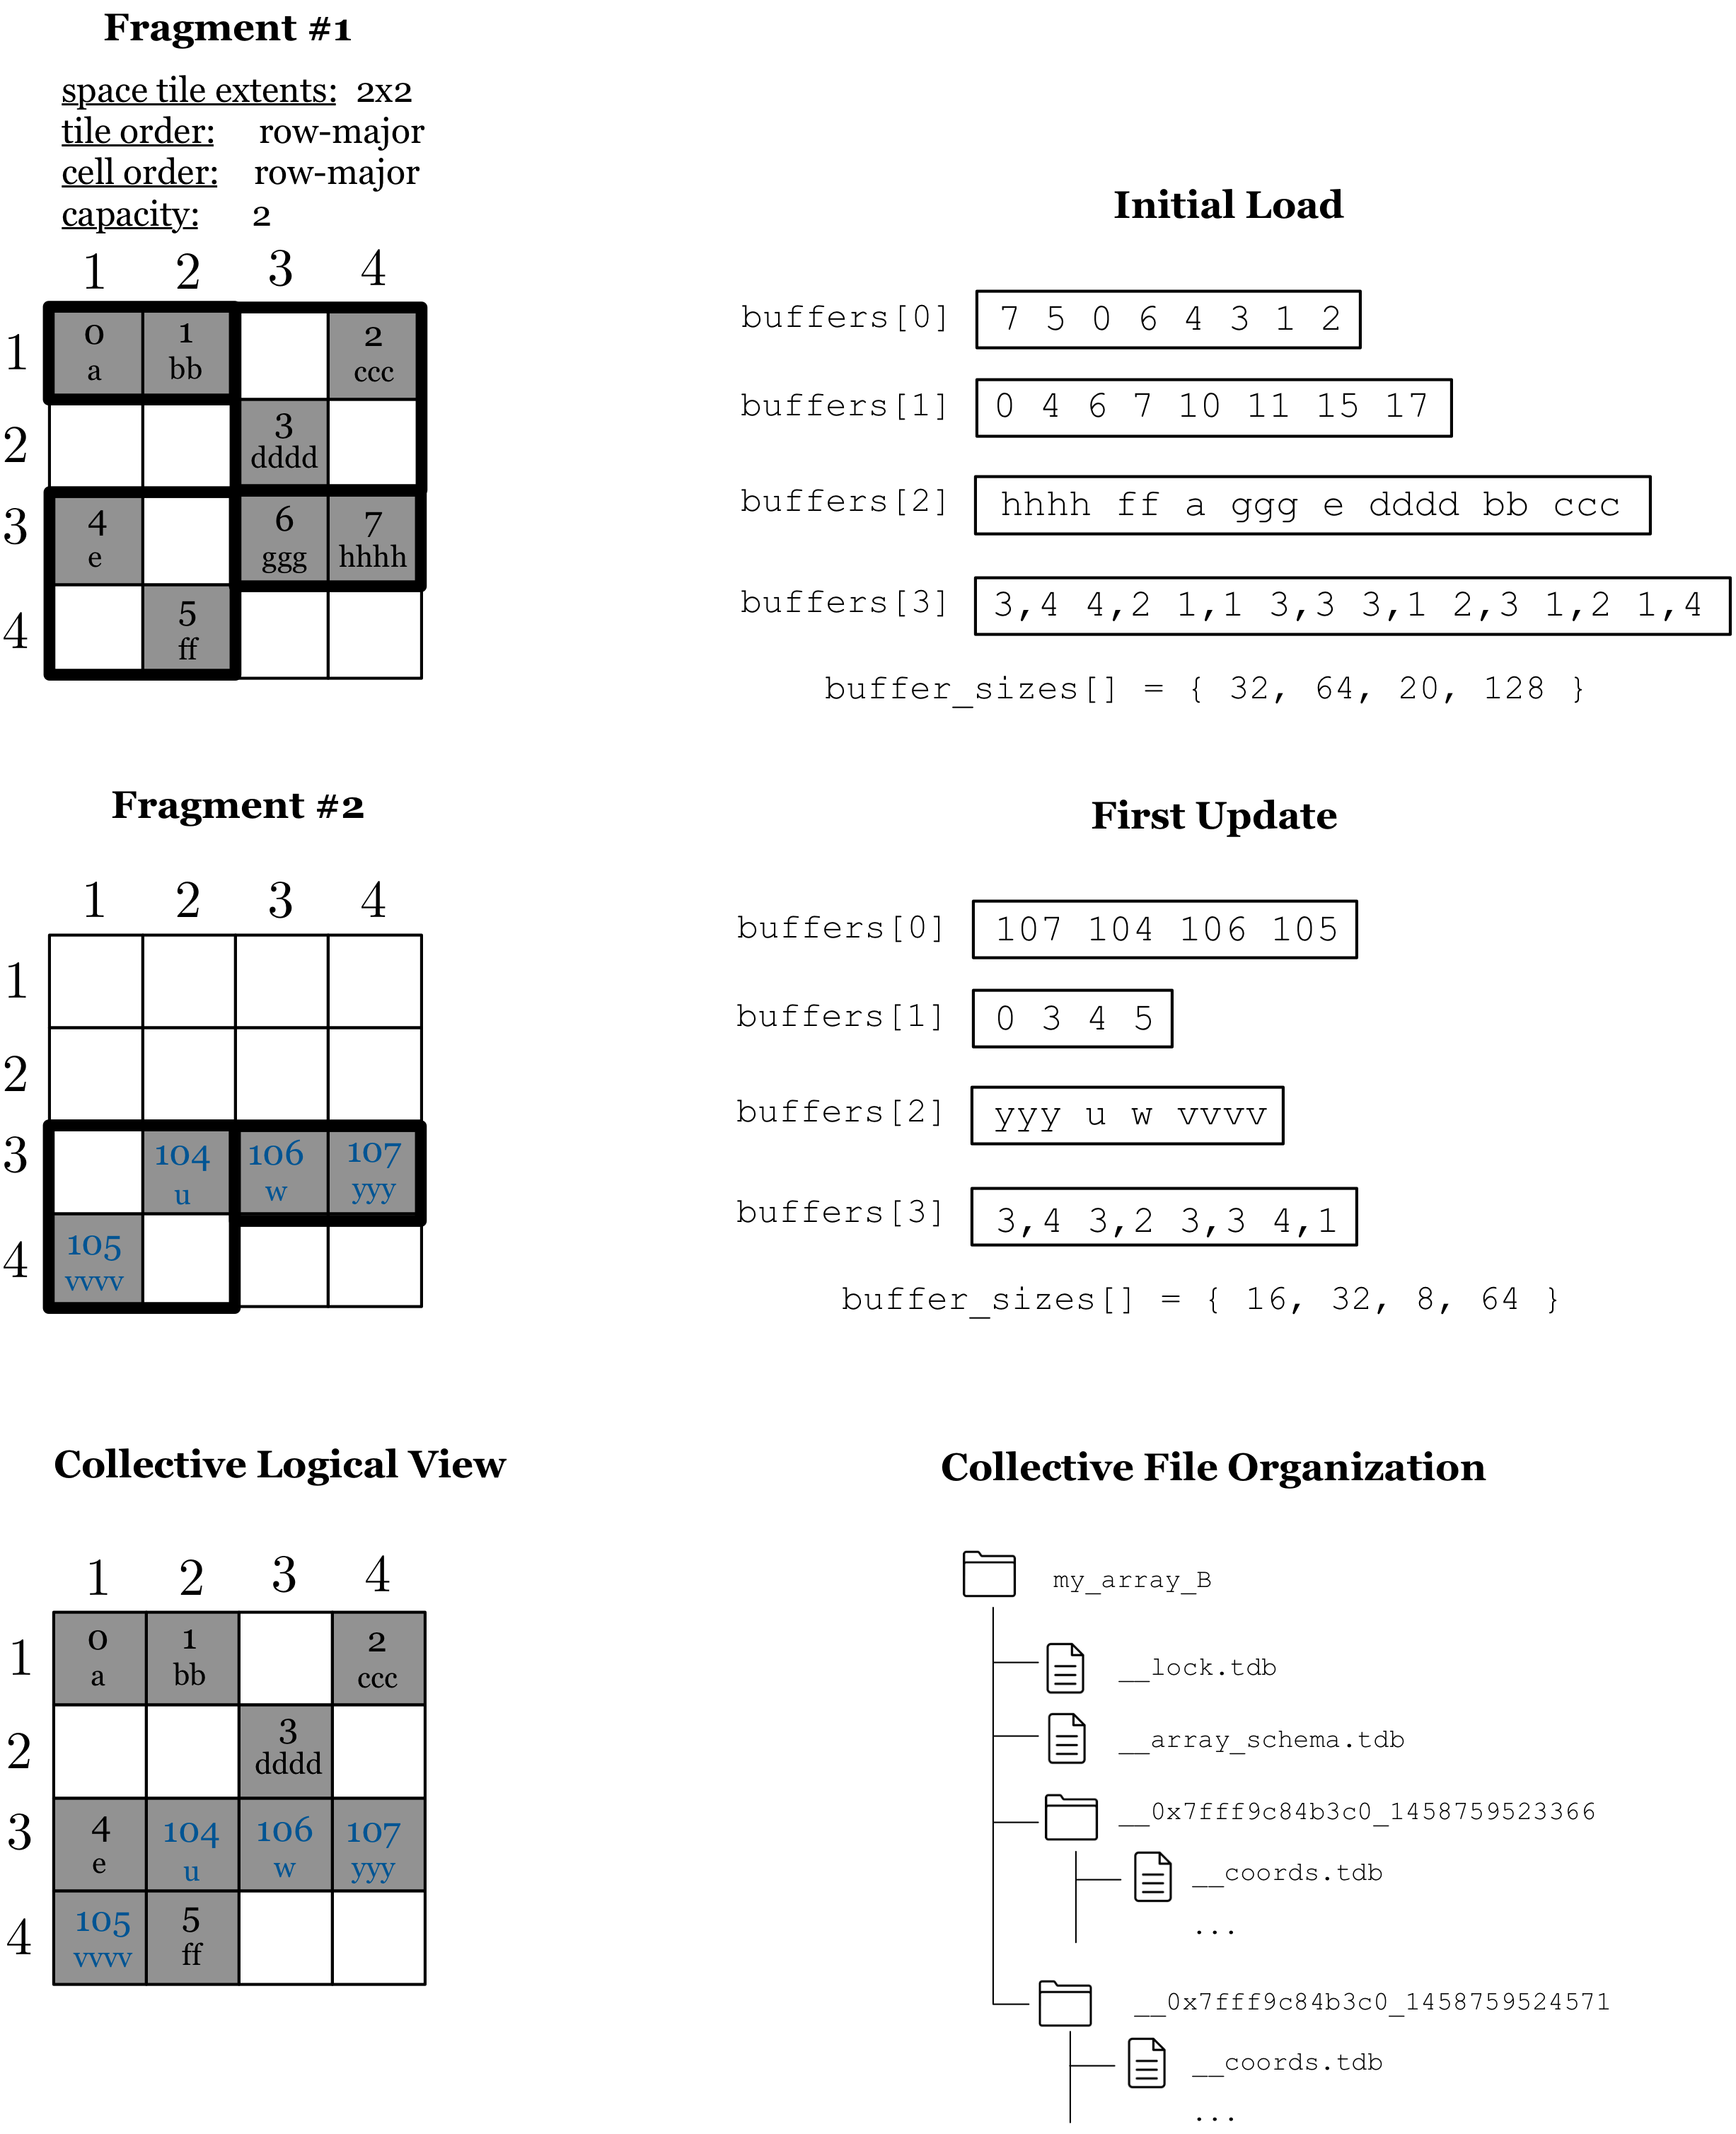 Fragment #1
space tile extents: 2x2
tile order: row-major
cell order: row-major
capacity: 2
1 2 3 4
1 0 1 2
a bb ccc
2 3
dddd
3 4 6 7
e ggg hhhh
4 5
ff
Initial Load
buffers[0] 7 5 0 6 4 3 1 2
buffers[1] 0 4 6 7 10 11 15 17
buffers[2] hhhh ff a ggg e dddd bb ccc
buffers[3] 3,4 4,2 1,1 3,3 3,1 2,3 1,2 1,4
buffer_sizes[] = { 32, 64, 20, 128 }
Fragment #2
1 2 3 4
1
2
3 104 106 107
u w yyy
4 105
vvvv
First Update
buffers[0] 107 104 106 105
buffers[1] 0 3 4 5
buffers[2] yyy u w vvvv
buffers[3] 3,4 3,2 3,3 4,1
buffer_sizes[] = { 16, 32, 8, 64 }
Collective Logical View
1 2 3 4
1 0 1 2
a bb ccc
2 3
dddd
3 4 104 106 107
e u w yyy
4 105 5
vvvv ff
Collective File Organization
my_array_B
__lock.tdb
__array_schema.tdb
__0x7fff9c84b3c0_1458759523366
__coords.tdb
...
__0x7fff9c84b3c0_1458759524571
__coords.tdb
...